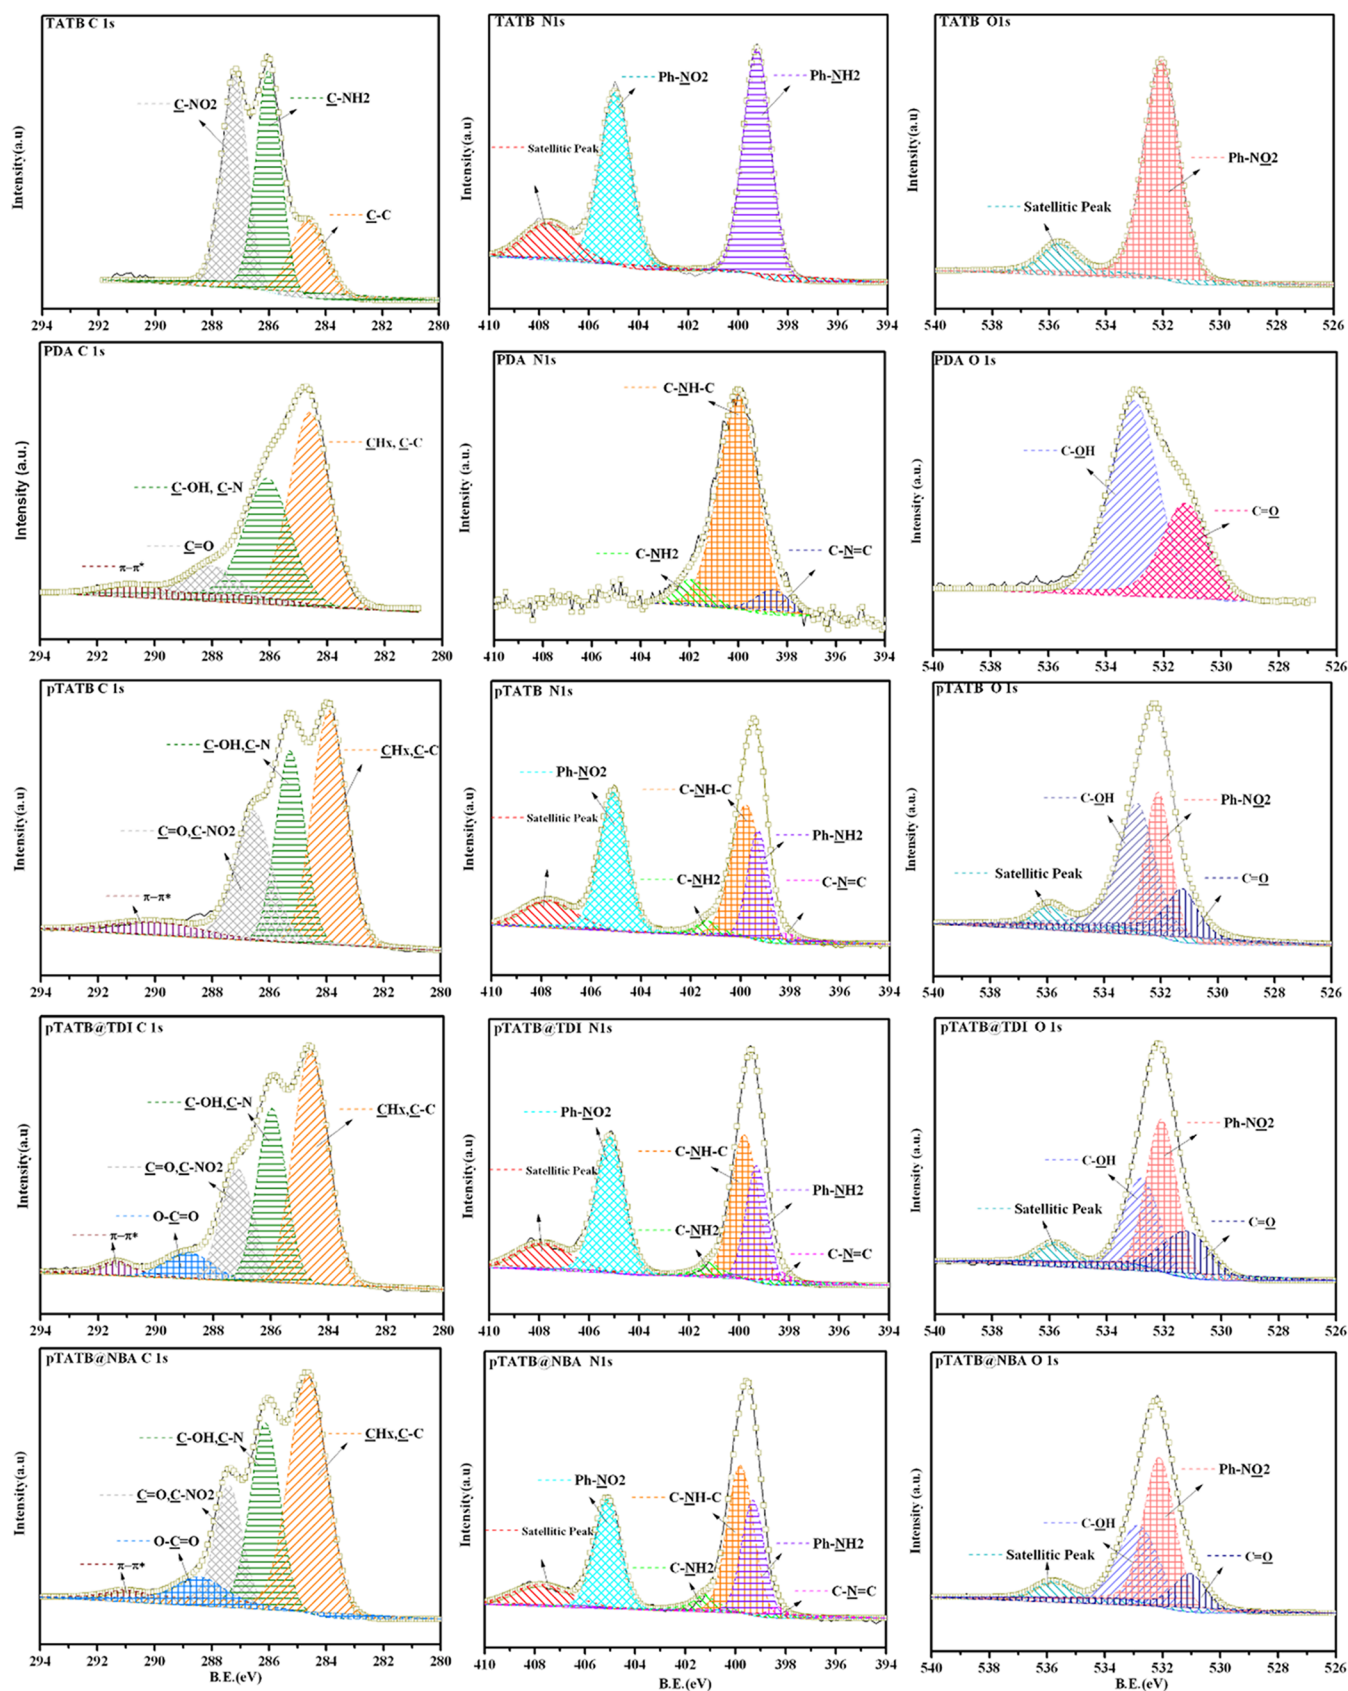 TATB C 1s
C-NO2
C-NH2
C-C
Intensity(a.u)
294 292 290 288 286 284 282 280
TATB N1s
Ph-NO2
Ph-NH2
Satellitic Peak
Intensity(a.u)
410 408 406 404 402 400 398 396 394
TATB O1s
Ph-NO2
Satellitic Peak
Intensity(a.u)
540 538 536 534 532 530 528 526
PDA C 1s
CHx, C-C
C-OH, C-N
C=O
π–π*
Intensity (a.u.)
294 292 290 288 286 284 282 280
PDA N1s
C-NH-C
C-NH2
C-N=C
Intensity (a.u.)
410 408 406 404 402 400 398 396 394
PDA O 1s
C-OH
C=O
Intensity (a.u.)
540 538 536 534 532 530 528 526
pTATB C 1s
C-OH,C-N
CHx,C-C
C=O,C-NO2
π–π*
Intensity(a.u)
294 292 290 288 286 284 282 280
pTATB N1s
Ph-NO2
C-NH-C
Satellitic Peak
Ph-NH2
C-NH2
C-N=C
Intensity(a.u)
410 408 406 404 402 400 398 396 394
pTATB O 1s
C-OH
Ph-NO2
Satellitic Peak
C=O
Intensity (a.u.)
540 538 536 534 532 530 528 526
pTATB@TDI C 1s
C-OH,C-N
CHx,C-C
C=O,C-NO2
O-C=O
π–π*
Intensity(a.u)
294 292 290 288 286 284 282 280
pTATB@TDI N1s
Ph-NO2
C-NH-C
Satellitic Peak
Ph-NH2
C-NH2
C-N=C
Intensity(a.u)
410 408 406 404 402 400 398 396 394
pTATB@TDI O 1s
Ph-NO2
C-OH
Satellitic Peak
C=O
Intensity (a.u)
540 538 536 534 532 530 528 526
pTATB@NBA C 1s
C-OH,C-N
CHx,C-C
C=O,C-NO2
O-C=O
π–π*
Intensity(a.u)
294 292 290 288 286 284 282 280
B.E.(eV)
pTATB@NBA N1s
Ph-NO2
C-NH-C
Satellitic Peak
Ph-NH2
C-NH2
C-N=C
Intensity(a.u)
410 408 406 404 402 400 398 396 394
B.E.(eV)
pTATB@NBA O 1s
Ph-NO2
C-OH
Satellitic Peak
C=O
Intensity (a.u)
540 538 536 534 532 530 528 526
B.E.(eV)